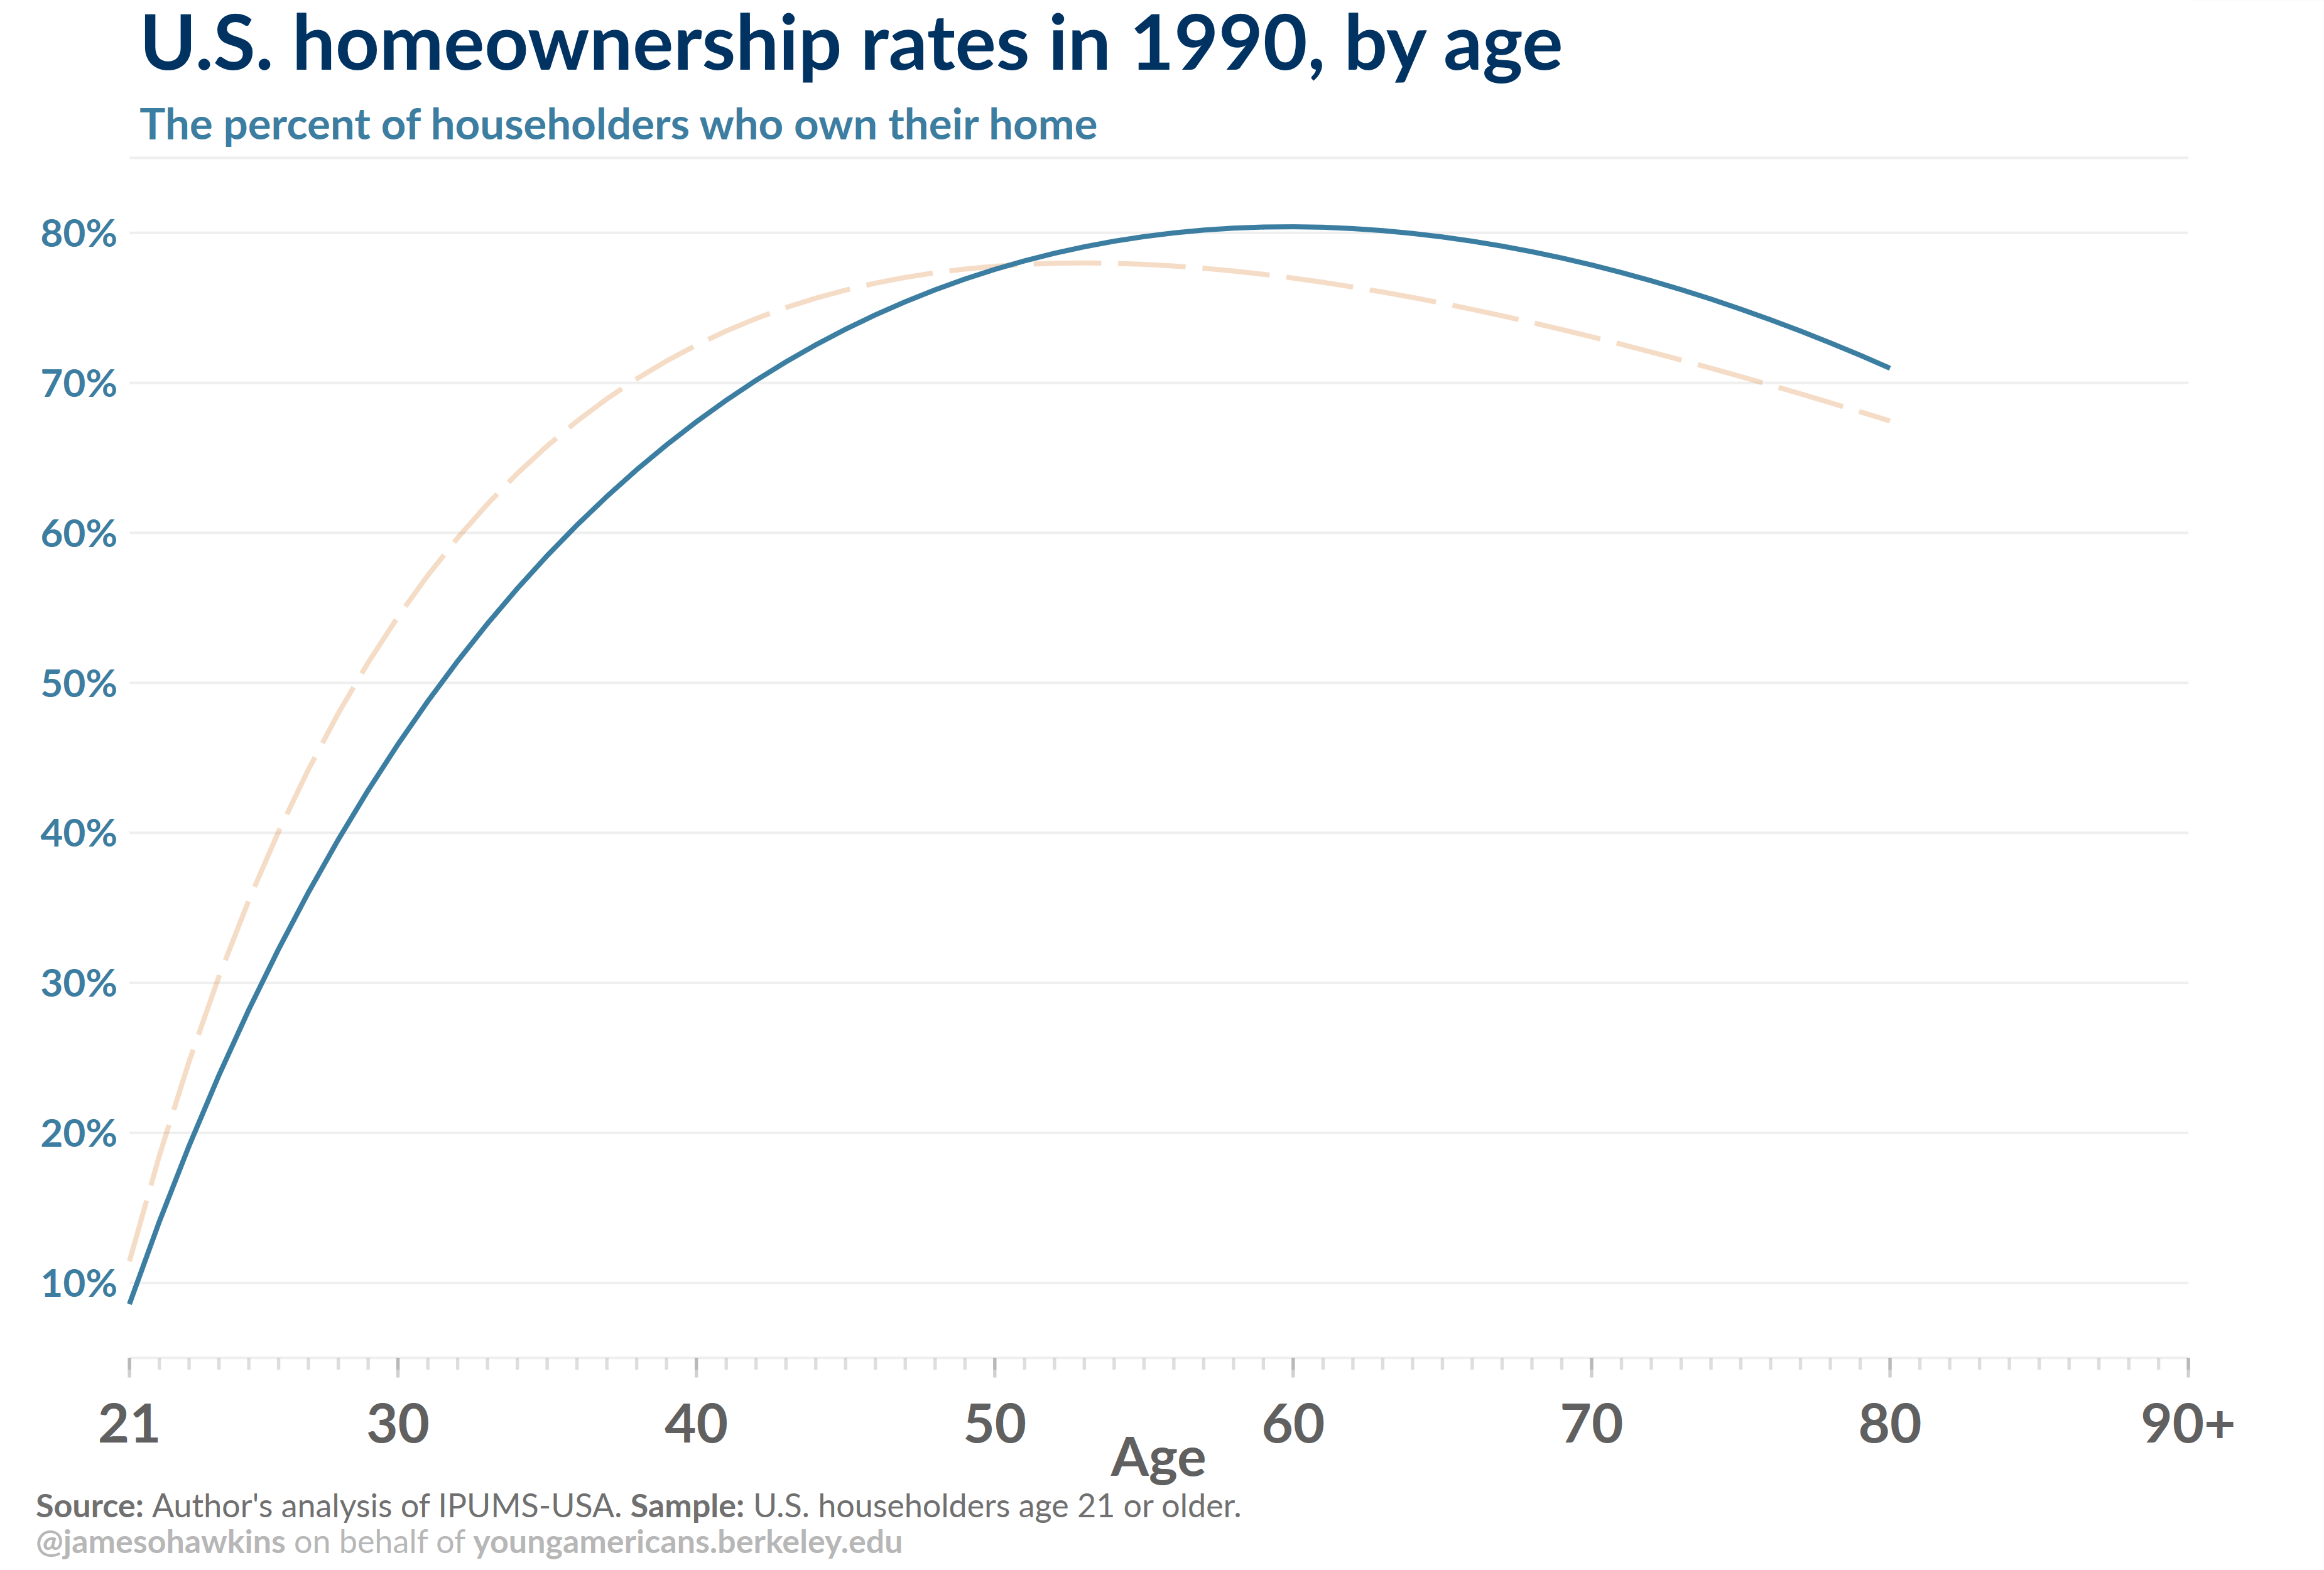 U.S. homeownership rates in 1990, by age
The percent of householders who own their home
80%
70%
60%
50%
40%
30%
20%
10%
21 30 40 50 60 70 80 90+
Age
Source: Author's analysis of IPUMS-USA. Sample: U.S. householders age 21 or older.
@jamesohawkins on behalf of youngamericans.berkeley.edu